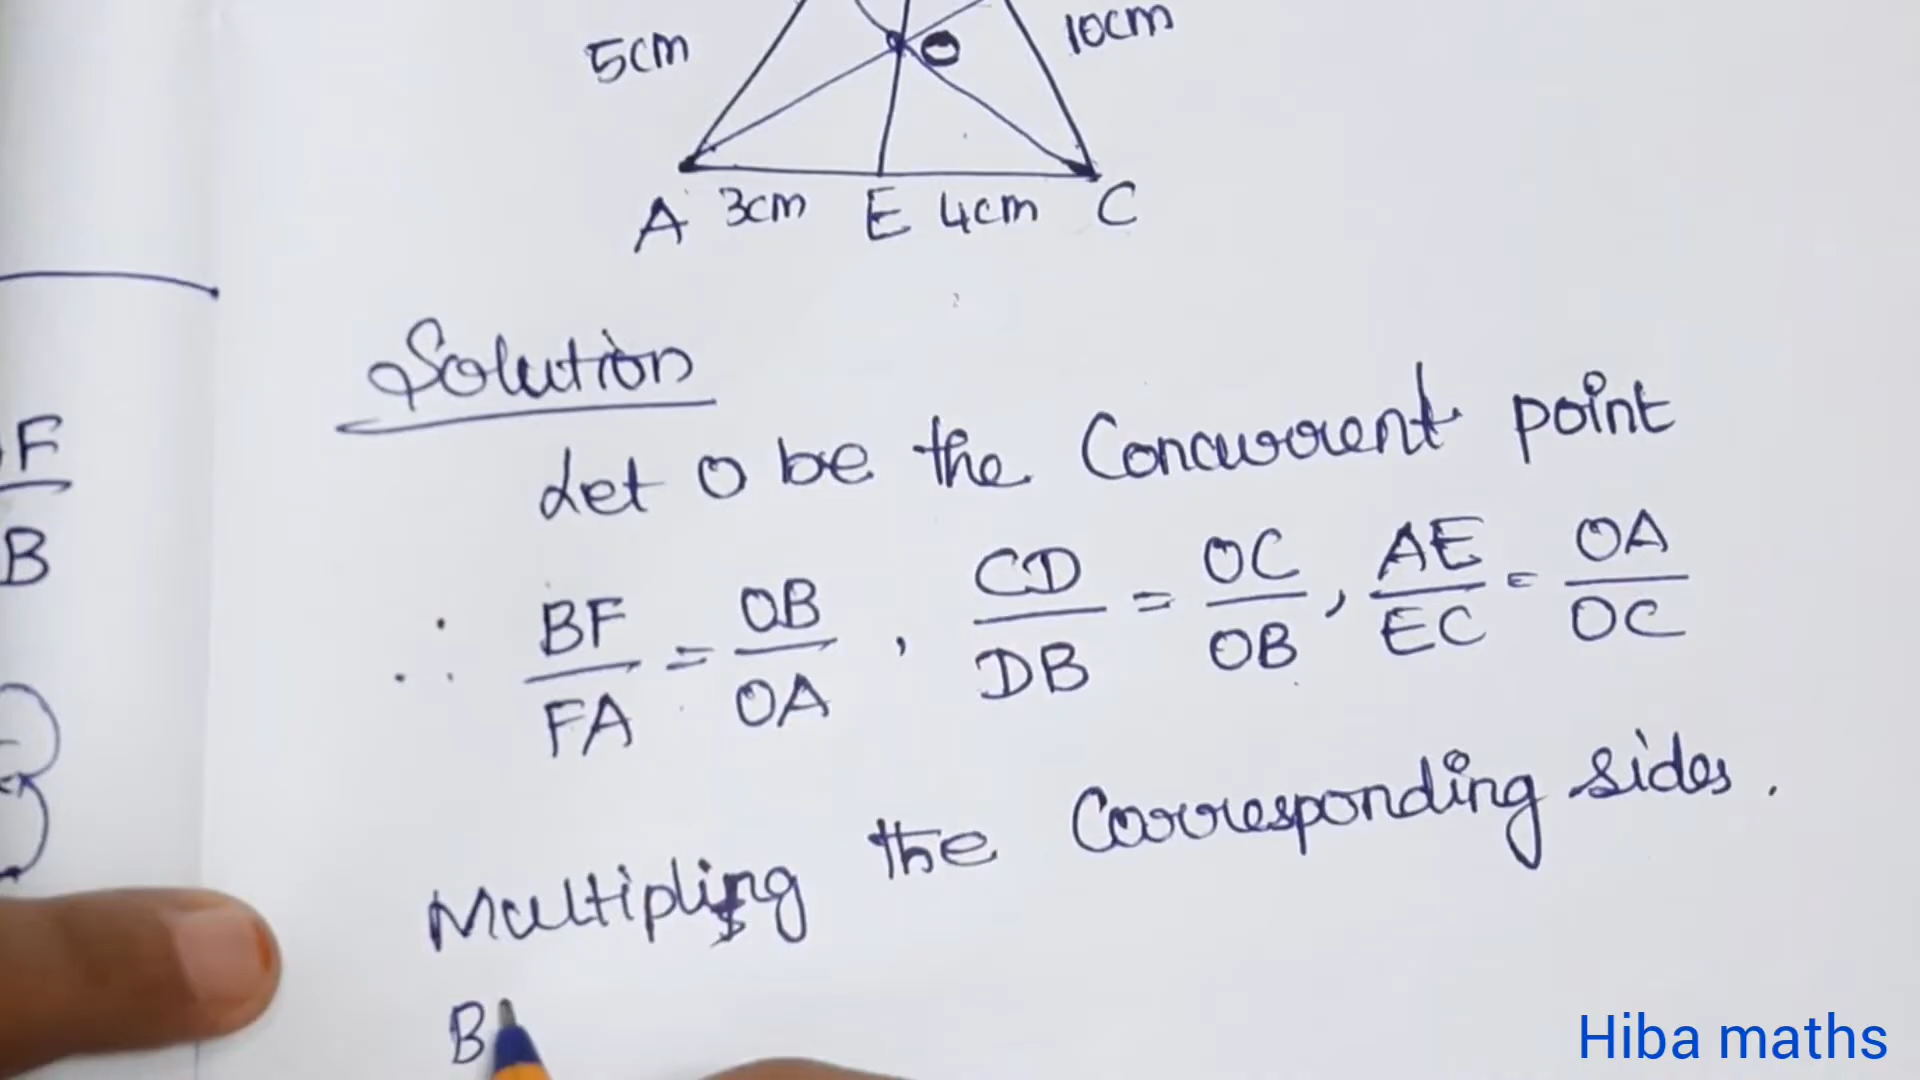 5cm 10cm
O
A 3cm E 4cm C
Solution
Let O be the Concurrent point
∴ BF/FA = OB/OA , CD/DB = OC/OB , AE/EC = OA/OC
Multiplying the Corresponding sides.
B
F
B
Hiba maths